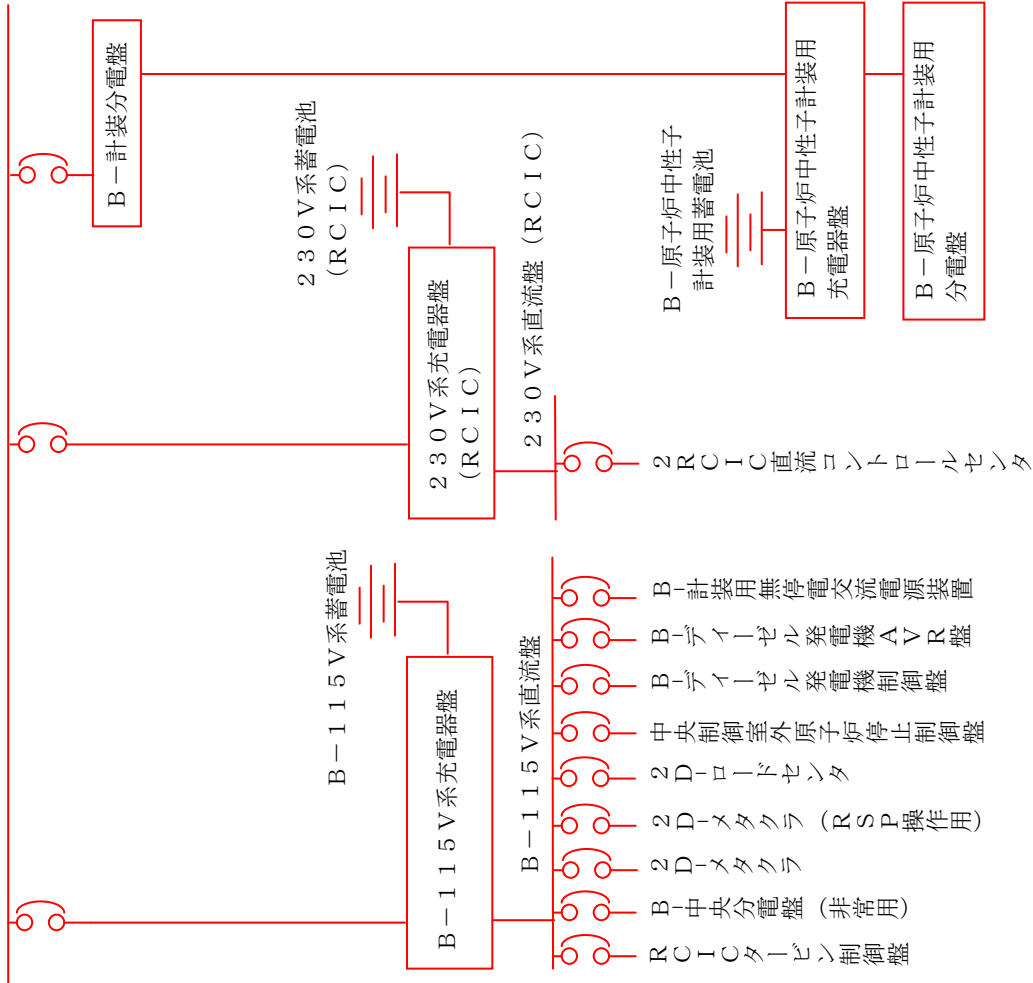 B－計装分電盤
230V系蓄電池
(RCIC)
230V系充電器盤
(RCIC)
230V系直流盤 (RCIC)
2RCIC直流コントロールセンタ
B－原子炉中性子
計装用蓄電池
B－原子炉中性子計装用
充電器盤
B－原子炉中性子計装用
分電盤
B－115V系蓄電池
B－115V系充電器盤
B－115V系直流盤
B-計装用無停電交流電源装置
B-ディーゼル発電機AVR盤
B-ディーゼル発電機制御盤
中央制御室外原子炉停止制御盤
2D-ロードセンタ
2D-メタクラ (RSP操作用)
2D-メタクラ
B-中央分電盤 (非常用)
RCICタービン制御盤